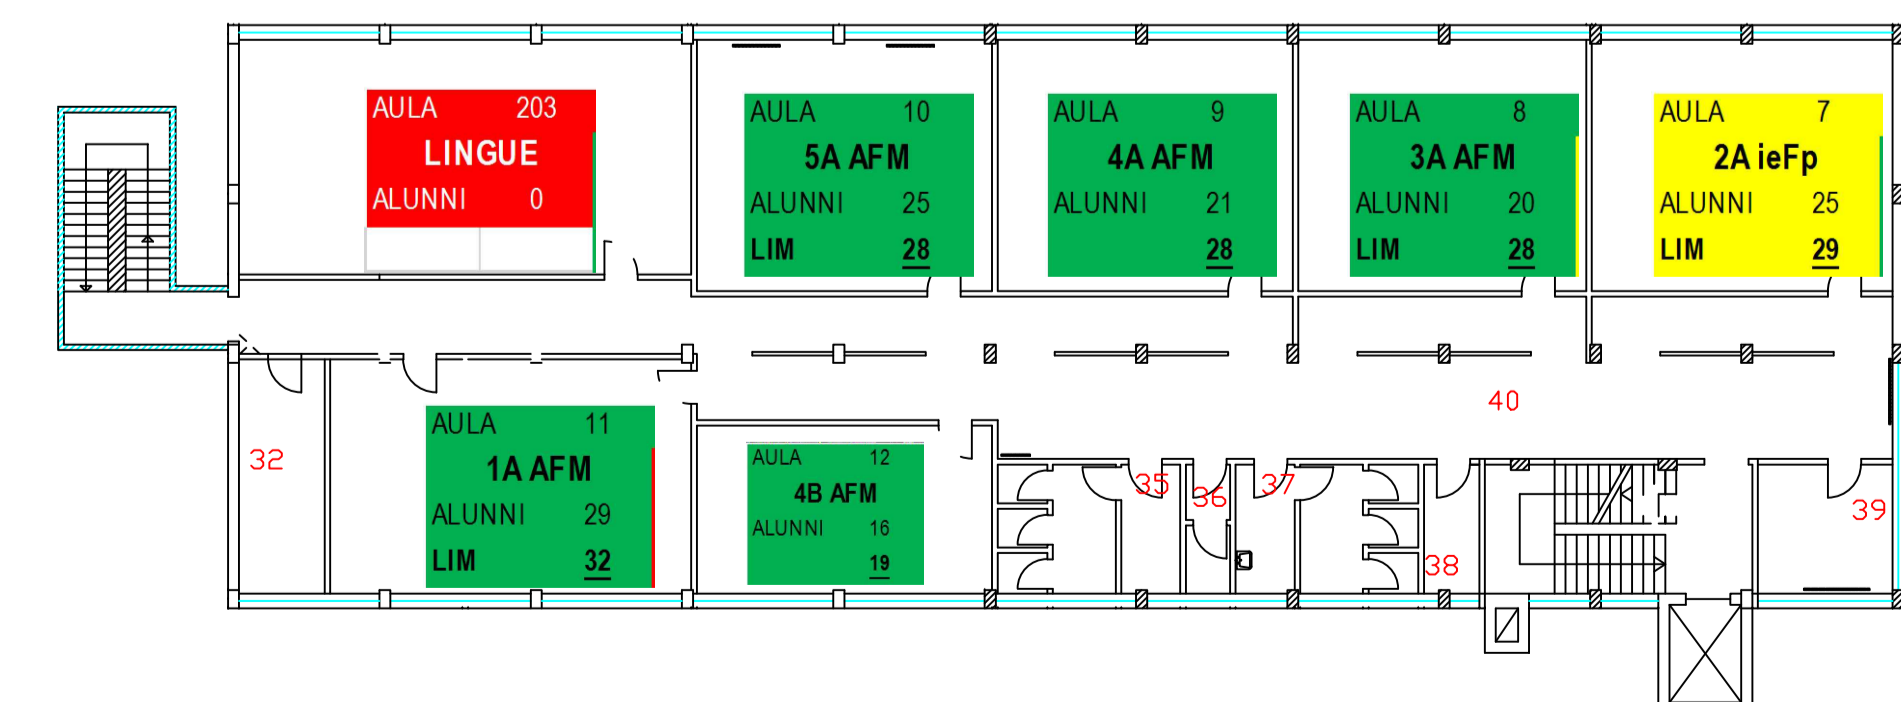 AULA 203
LINGUE
ALUNNI 0
AULA 10
5A AFM
ALUNNI 25
LIM 28
AULA 9
4A AFM
ALUNNI 21
28
AULA 8
3A AFM
ALUNNI 20
LIM 28
AULA 7
2A ieFp
ALUNNI 25
LIM 29
40
32
AULA 11
1A AFM
ALUNNI 29
LIM 32
AULA 12
4B AFM
ALUNNI 16
19
35
36
37
38
39